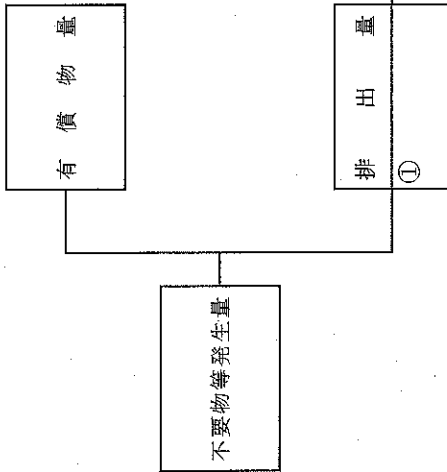 有償物量
排出量
①
不要物等発生量